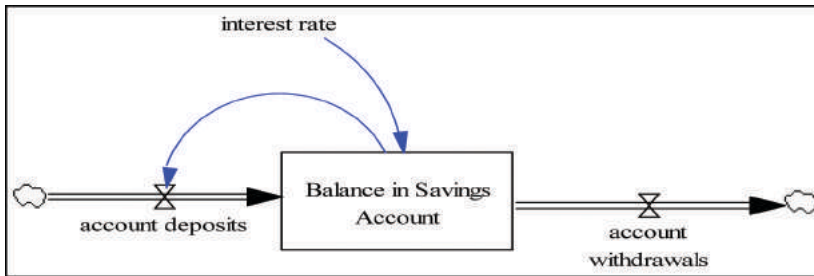 interest rate
Balance in Savings
Account
account deposits
account
withdrawals